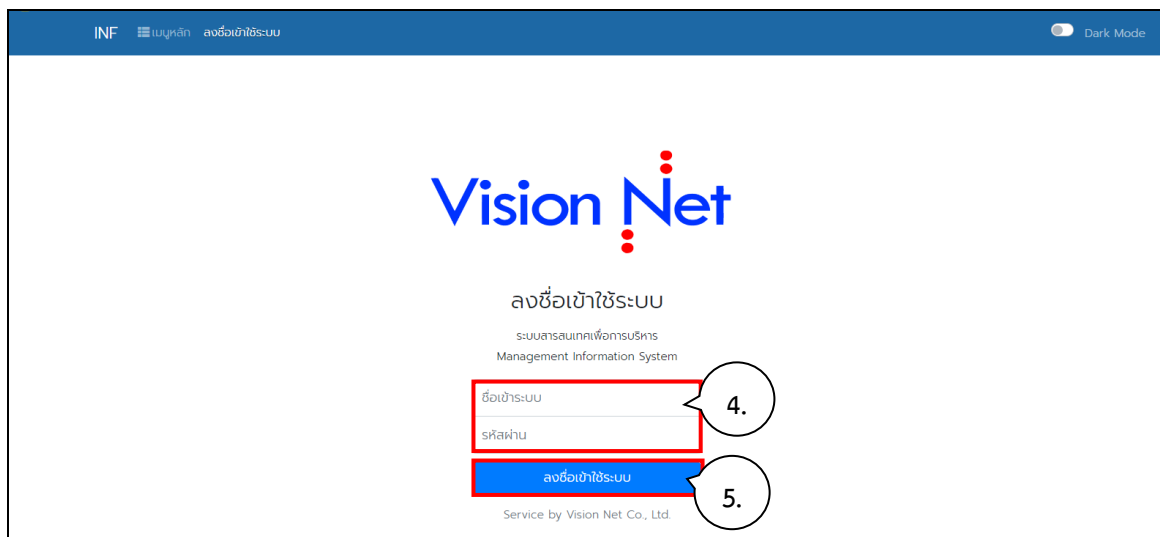 INF เมนูหลัก ลงชื่อเข้าใช้ระบบ Dark Mode
Vision Net
ลงชื่อเข้าใช้ระบบ
ระบบสารสนเทศเพื่อการบริหาร
Management Information System
ชื่อเข้าระบบ
4.
รหัสผ่าน
ลงชื่อเข้าใช้ระบบ
5.
Service by Vision Net Co., Ltd.